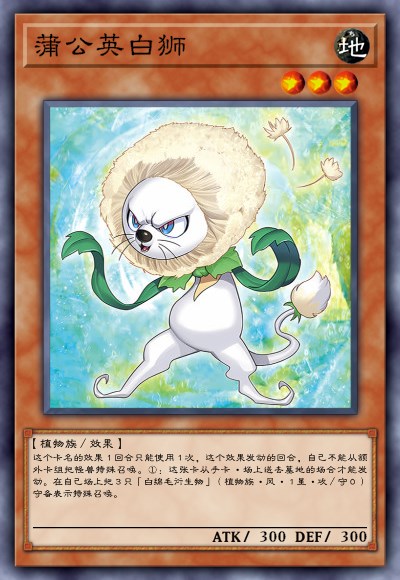 蒲公英白狮
地
【植物族／效果】
这个卡名的效果1回合只能使用1次，这个效果发动的回合，自己不能从额
外卡组把怪兽特殊召唤。①：这张卡从手卡·场上送去墓地的场合才能发
动。在自己场上把3只「白绵毛衍生物」（植物族·风·1星·攻／守0）
守备表示特殊召唤。
ATK/ 300 DEF/ 300